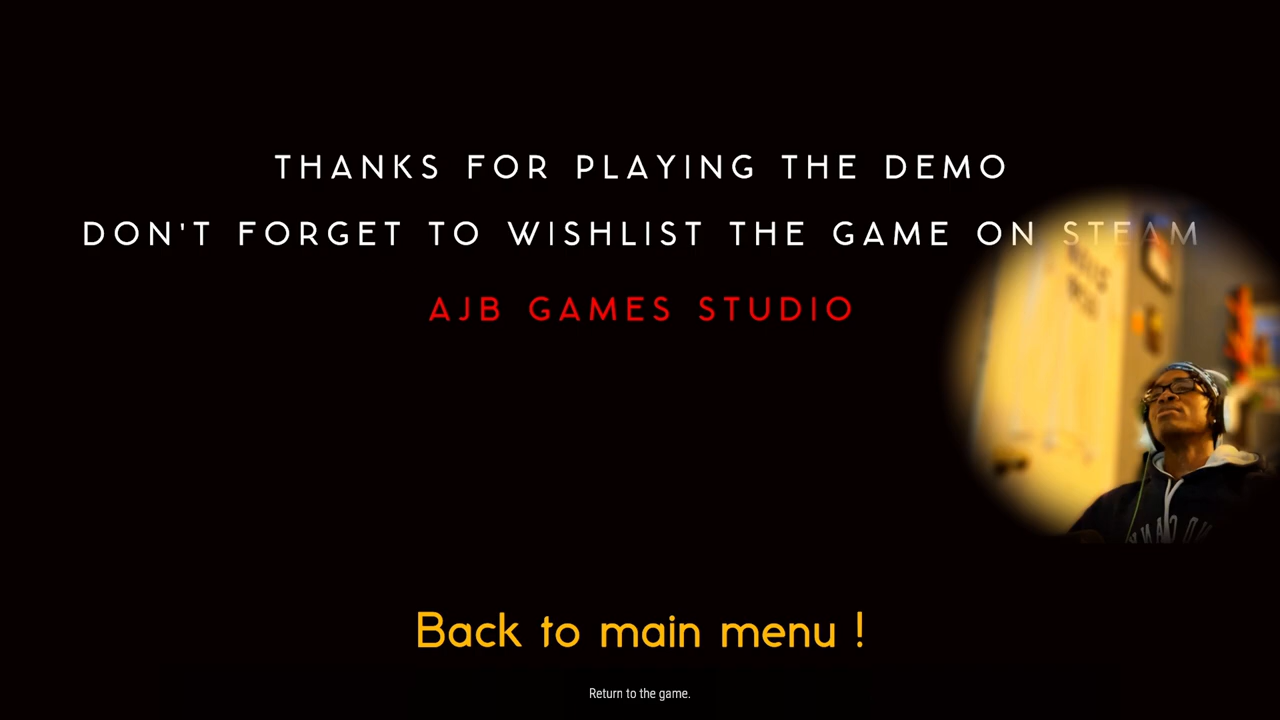 THANKS FOR PLAYING THE DEMO
DON'T FORGET TO WISHLIST THE GAME ON STEAM
AJB GAMES STUDIO
Back to main menu !
Return to the game.